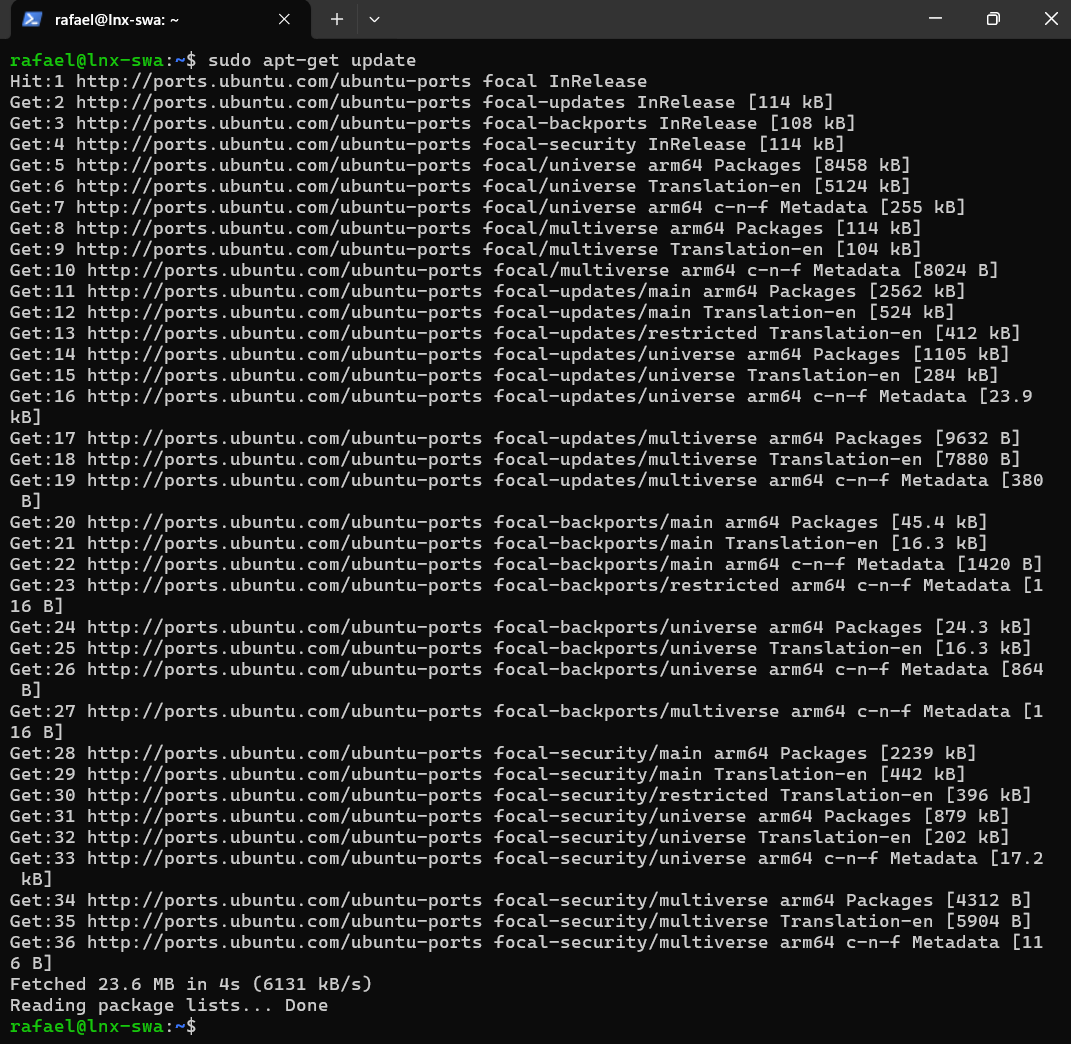 rafael@lnx-swa: ~
rafael@lnx-swa:~$ sudo apt-get update
Hit:1 http://ports.ubuntu.com/ubuntu-ports focal InRelease
Get:2 http://ports.ubuntu.com/ubuntu-ports focal-updates InRelease [114 kB]
Get:3 http://ports.ubuntu.com/ubuntu-ports focal-backports InRelease [108 kB]
Get:4 http://ports.ubuntu.com/ubuntu-ports focal-security InRelease [114 kB]
Get:5 http://ports.ubuntu.com/ubuntu-ports focal/universe arm64 Packages [8458 kB]
Get:6 http://ports.ubuntu.com/ubuntu-ports focal/universe Translation-en [5124 kB]
Get:7 http://ports.ubuntu.com/ubuntu-ports focal/universe arm64 c-n-f Metadata [255 kB]
Get:8 http://ports.ubuntu.com/ubuntu-ports focal/multiverse arm64 Packages [114 kB]
Get:9 http://ports.ubuntu.com/ubuntu-ports focal/multiverse Translation-en [104 kB]
Get:10 http://ports.ubuntu.com/ubuntu-ports focal/multiverse arm64 c-n-f Metadata [8024 B]
Get:11 http://ports.ubuntu.com/ubuntu-ports focal-updates/main arm64 Packages [2562 kB]
Get:12 http://ports.ubuntu.com/ubuntu-ports focal-updates/main Translation-en [524 kB]
Get:13 http://ports.ubuntu.com/ubuntu-ports focal-updates/restricted Translation-en [412 kB]
Get:14 http://ports.ubuntu.com/ubuntu-ports focal-updates/universe arm64 Packages [1105 kB]
Get:15 http://ports.ubuntu.com/ubuntu-ports focal-updates/universe Translation-en [284 kB]
Get:16 http://ports.ubuntu.com/ubuntu-ports focal-updates/universe arm64 c-n-f Metadata [23.9
kB]
Get:17 http://ports.ubuntu.com/ubuntu-ports focal-updates/multiverse arm64 Packages [9632 B]
Get:18 http://ports.ubuntu.com/ubuntu-ports focal-updates/multiverse Translation-en [7880 B]
Get:19 http://ports.ubuntu.com/ubuntu-ports focal-updates/multiverse arm64 c-n-f Metadata [380
 B]
Get:20 http://ports.ubuntu.com/ubuntu-ports focal-backports/main arm64 Packages [45.4 kB]
Get:21 http://ports.ubuntu.com/ubuntu-ports focal-backports/main Translation-en [16.3 kB]
Get:22 http://ports.ubuntu.com/ubuntu-ports focal-backports/main arm64 c-n-f Metadata [1420 B]
Get:23 http://ports.ubuntu.com/ubuntu-ports focal-backports/restricted arm64 c-n-f Metadata [1
16 B]
Get:24 http://ports.ubuntu.com/ubuntu-ports focal-backports/universe arm64 Packages [24.3 kB]
Get:25 http://ports.ubuntu.com/ubuntu-ports focal-backports/universe Translation-en [16.3 kB]
Get:26 http://ports.ubuntu.com/ubuntu-ports focal-backports/universe arm64 c-n-f Metadata [864
 B]
Get:27 http://ports.ubuntu.com/ubuntu-ports focal-backports/multiverse arm64 c-n-f Metadata [1
16 B]
Get:28 http://ports.ubuntu.com/ubuntu-ports focal-security/main arm64 Packages [2239 kB]
Get:29 http://ports.ubuntu.com/ubuntu-ports focal-security/main Translation-en [442 kB]
Get:30 http://ports.ubuntu.com/ubuntu-ports focal-security/restricted Translation-en [396 kB]
Get:31 http://ports.ubuntu.com/ubuntu-ports focal-security/universe arm64 Packages [879 kB]
Get:32 http://ports.ubuntu.com/ubuntu-ports focal-security/universe Translation-en [202 kB]
Get:33 http://ports.ubuntu.com/ubuntu-ports focal-security/universe arm64 c-n-f Metadata [17.2
 kB]
Get:34 http://ports.ubuntu.com/ubuntu-ports focal-security/multiverse arm64 Packages [4312 B]
Get:35 http://ports.ubuntu.com/ubuntu-ports focal-security/multiverse Translation-en [5904 B]
Get:36 http://ports.ubuntu.com/ubuntu-ports focal-security/multiverse arm64 c-n-f Metadata [11
6 B]
Fetched 23.6 MB in 4s (6131 kB/s)
Reading package lists... Done
rafael@lnx-swa:~$